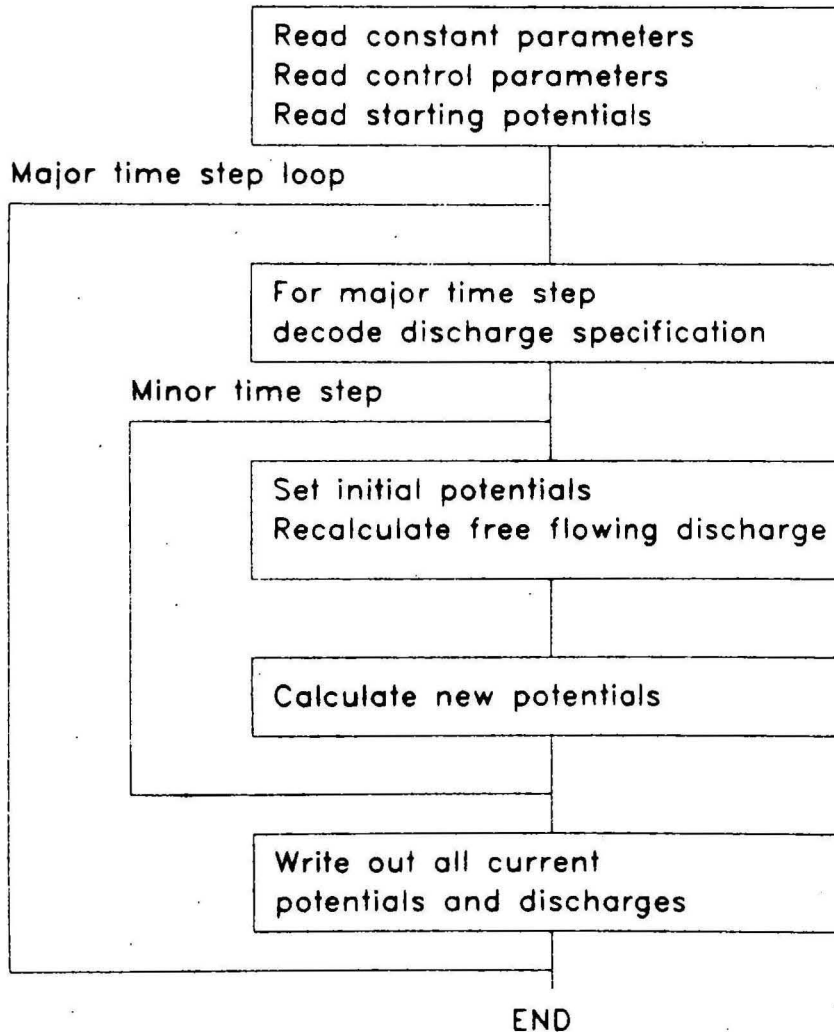 Read constant parameters
Read control parameters
Read starting potentials
Major time step loop
For major time step
decode discharge specification
Minor time step
Set initial potentials
Recalculate free flowing discharge
Calculate new potentials
Write out all current
potentials and discharges
END